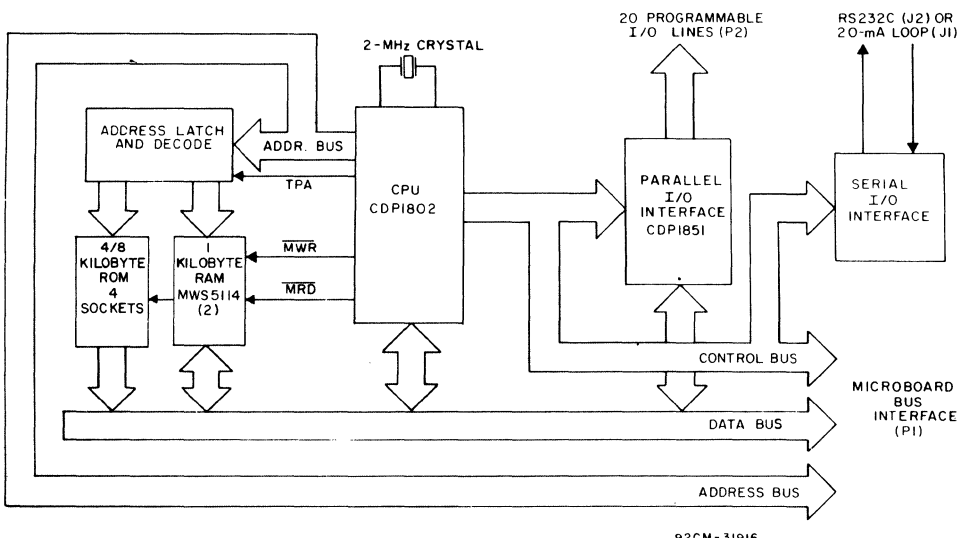 20 PROGRAMMABLE
I/O LINES (P2)
RS232C (J2) OR
20-mA LOOP (J1)
2-MHz CRYSTAL
ADDRESS LATCH
AND DECODE
ADDR. BUS
TPA
CPU
CDP1802
PARALLEL
I/O
INTERFACE
CDP1851
SERIAL
I/O
INTERFACE
4/8
KILOBYTE
ROM
4
SOCKETS
1
KILOBYTE
RAM
MWS5114
(2)
MWR
MRD
CONTROL BUS
MICROBOARD
BUS
INTERFACE
(P1)
DATA BUS
ADDRESS BUS
92CM-31916